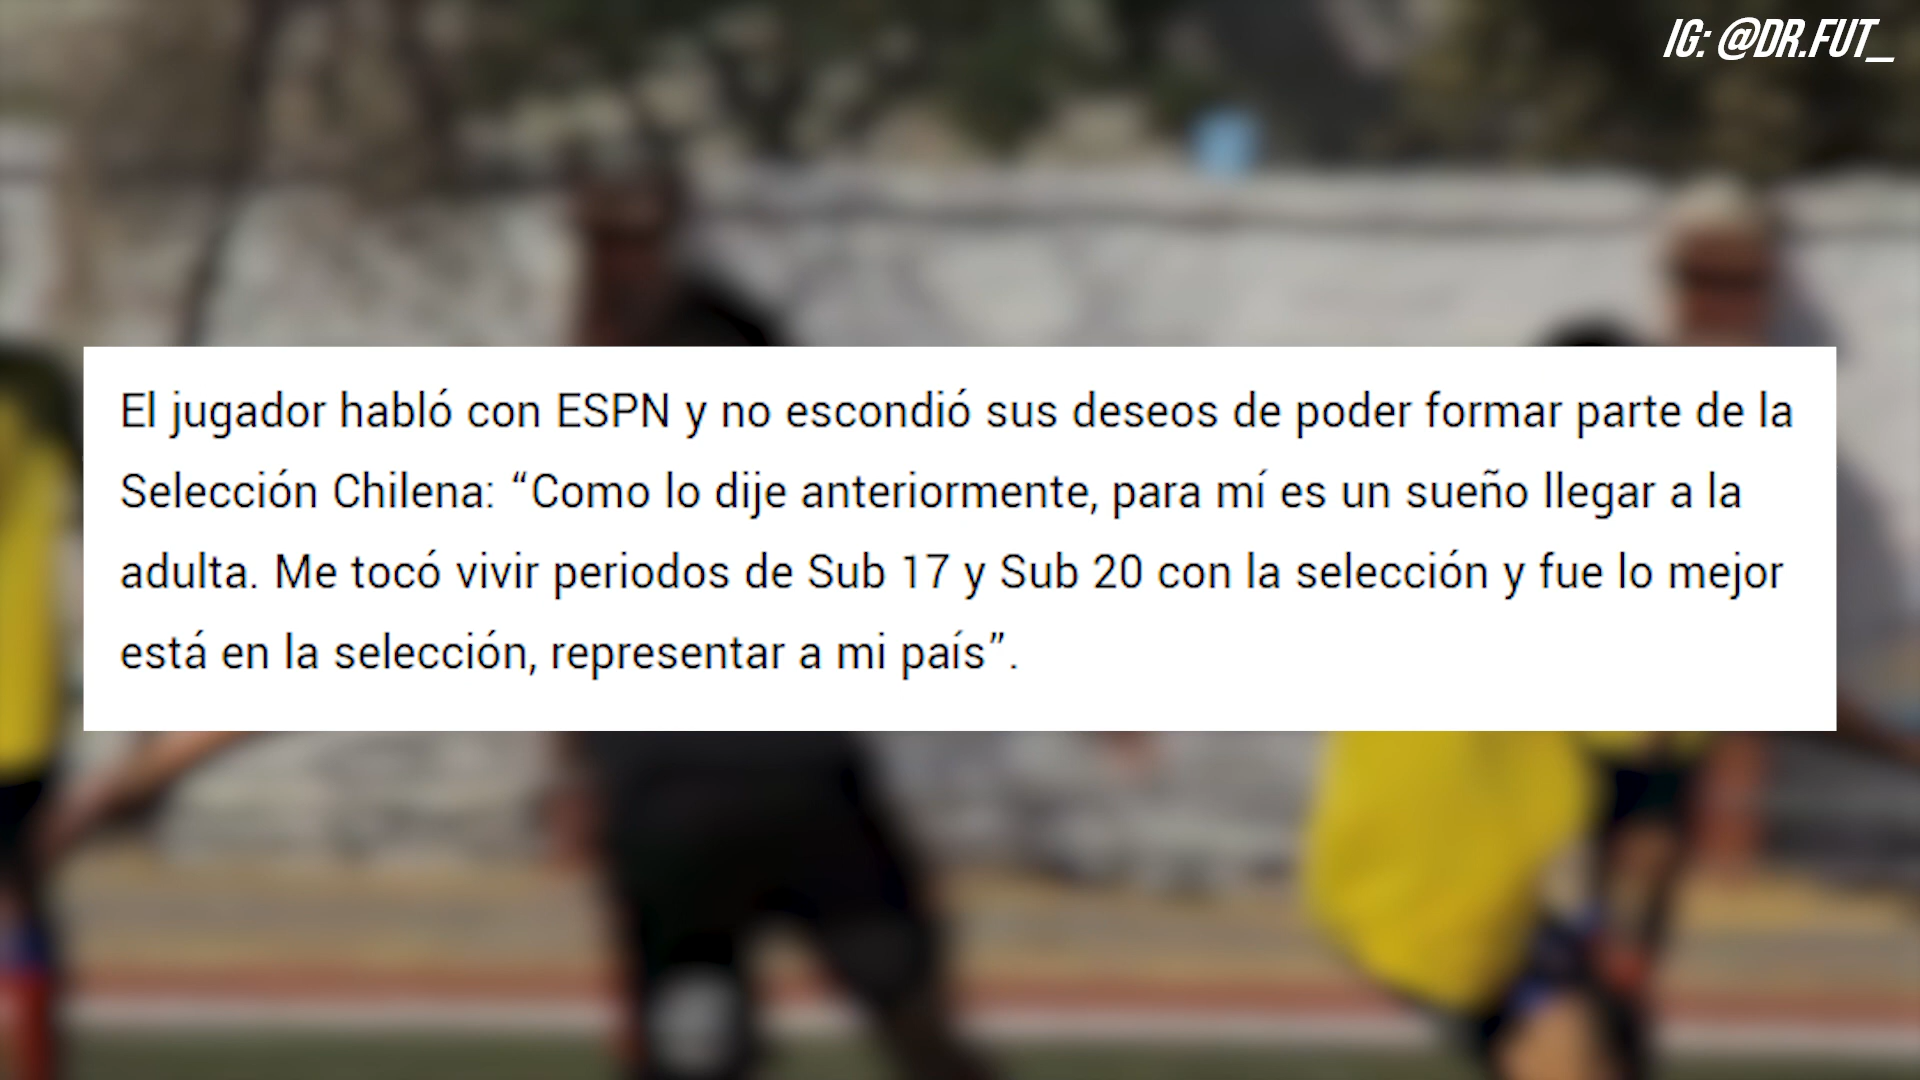 IG: @DR.FUT_
El jugador habló con ESPN y no escondió sus deseos de poder formar parte de la
Selección Chilena: “Como lo dije anteriormente, para mí es un sueño llegar a la
adulta. Me tocó vivir periodos de Sub 17 y Sub 20 con la selección y fue lo mejor
está en la selección, representar a mi país”.